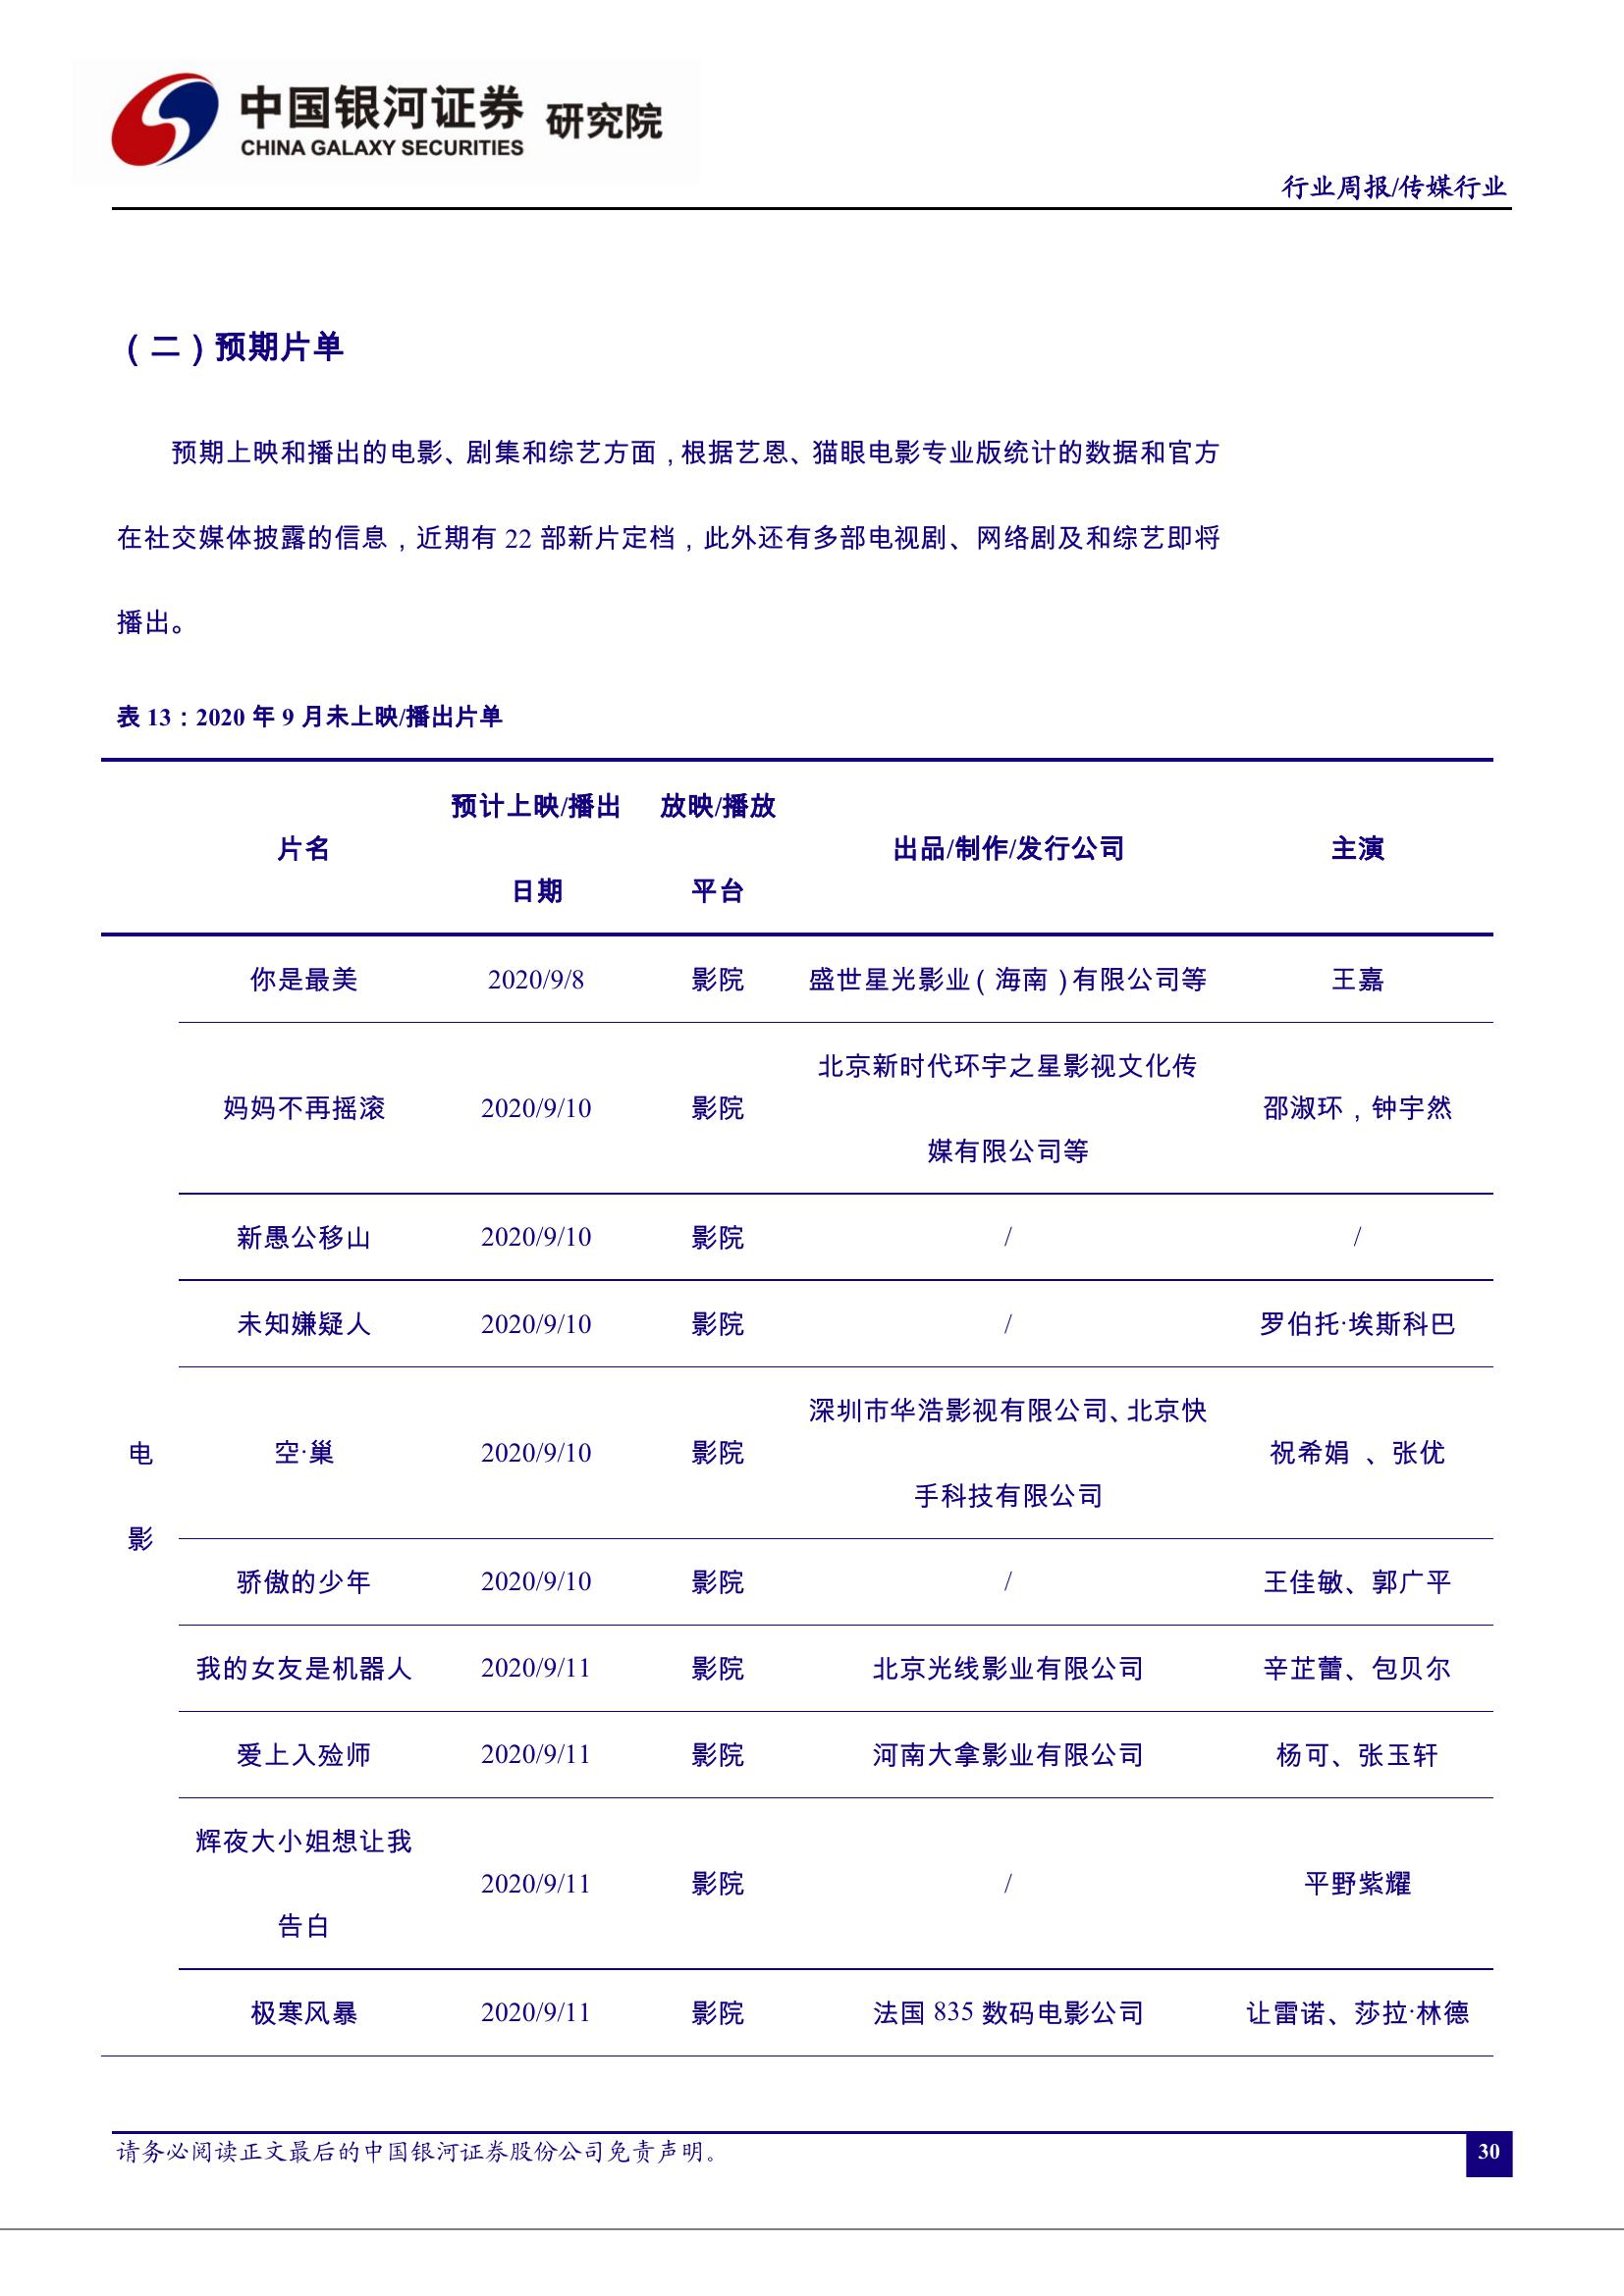 中国银河证券 研究院
CHINA GALAXY SECURITIES
行业周报/传媒行业
（二）预期片单
预期上映和播出的电影、剧集和综艺方面，根据艺恩、猫眼电影专业版统计的数据和官方
在社交媒体披露的信息，近期有 22 部新片定档，此外还有多部电视剧、网络剧及和综艺即将
播出。
表 13：2020 年 9 月未上映/播出片单
片名 预计上映/播出 日期 放映/播放 平台 出品/制作/发行公司 主演
电
影
你是最美 2020/9/8 影院 盛世星光影业（海南）有限公司等 王嘉
妈妈不再摇滚 2020/9/10 影院 北京新时代环宇之星影视文化传 媒有限公司等 邵淑环，钟宇然
新愚公移山 2020/9/10 影院 / /
未知嫌疑人 2020/9/10 影院 / 罗伯托·埃斯科巴
空·巢 2020/9/10 影院 深圳市华浩影视有限公司、北京快 手科技有限公司 祝希娟 、张优
骄傲的少年 2020/9/10 影院 / 王佳敏、郭广平
我的女友是机器人 2020/9/11 影院 北京光线影业有限公司 辛芷蕾、包贝尔
爱上入殓师 2020/9/11 影院 河南大拿影业有限公司 杨可、张玉轩
辉夜大小姐想让我 告白 2020/9/11 影院 / 平野紫耀
极寒风暴 2020/9/11 影院 法国 835 数码电影公司 让雷诺、莎拉·林德
请务必阅读正文最后的中国银河证券股份公司免责声明。
30